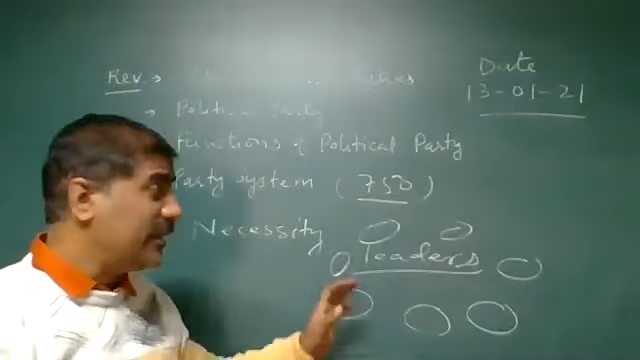 Date
Rev →
13-01-21
→ Political Party
Functions of Political Party
Party system ( 750 )
Necessity
leaders